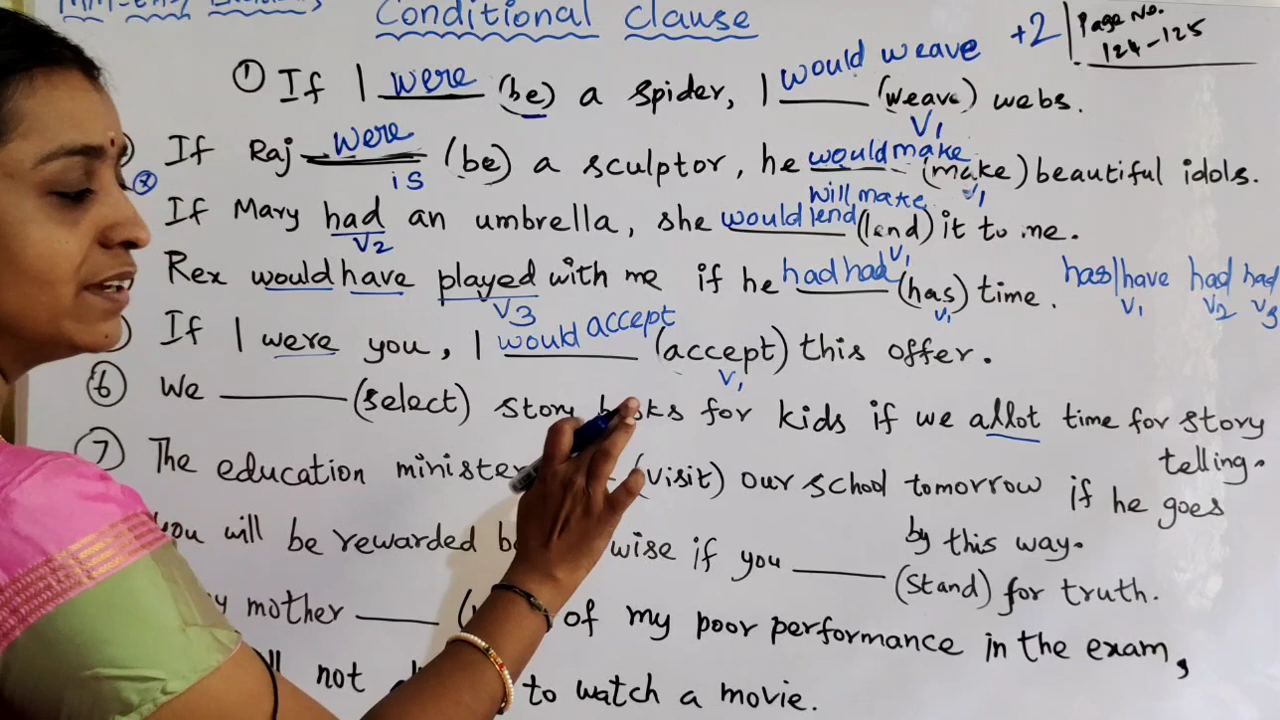 Conditional Clause +2 Page No.
124-125
① If I were (be) a spider, I would weave (weave) webs.
V1
If Raj were (be) a sculptor, he would make (make) beautiful idols.
is will make V1
If Mary had an umbrella, she would lend (lend) it to me.
V2 V1
Rex would have played with me if he had had (has) time. has/have had had
V3 V1 V1 V2 V3
If I were you, I would accept (accept) this offer.
V1
⑥ We ______ (select) story books for kids if we allot time for story
telling.
⑦ The education minister (visit) our school tomorrow if he goes
by this way.
you will be rewarded wise if you ______ (stand) for truth.
mother ______ of my poor performance in the exam,
not to watch a movie.